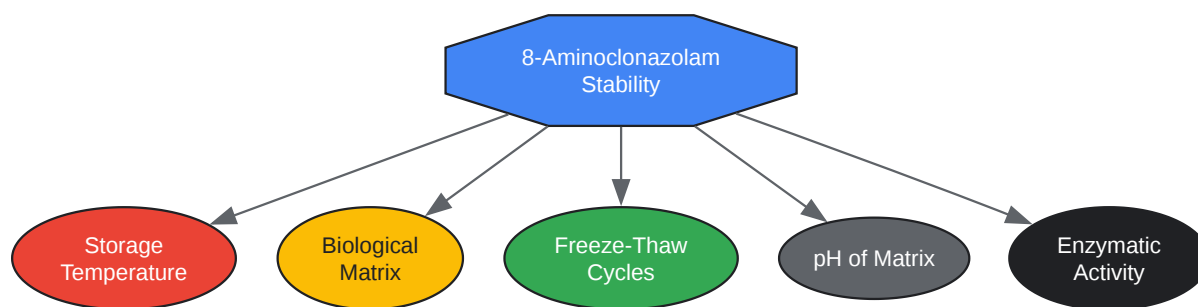 8-Aminoclonazolam
Stability
Storage
Temperature
Biological
Matrix
Freeze-Thaw
Cycles
pH of Matrix
Enzymatic
Activity